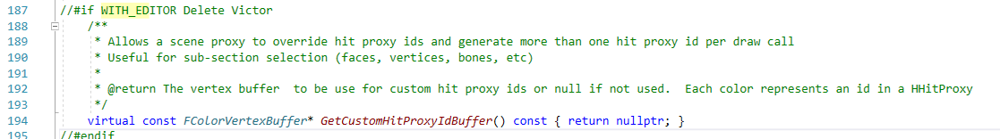 187 //#if WITH_EDITOR Delete Victor
188 /**
189 * Allows a scene proxy to override hit proxy ids and generate more than one hit proxy id per draw call
190 * Useful for sub-section selection (faces, vertices, bones, etc)
191 *
192 * @return The vertex buffer  to be use for custom hit proxy ids or null if not used.  Each color represents an id in a HHitProxy
193 */
194 virtual const FColorVertexBuffer* GetCustomHitProxyIdBuffer() const { return nullptr; }
195 //#endif